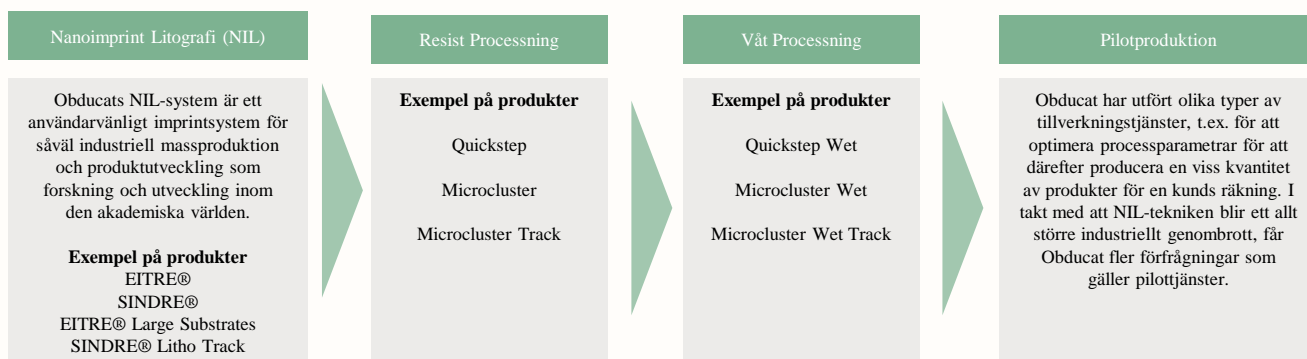 Nanoimprint Litografi (NIL)
Obducats NIL-system är ett
användarvänligt imprintsystem för
såväl industriell massproduktion
och produktutveckling som
forskning och utveckling inom
den akademiska världen.
Exempel på produkter
EITRE®
SINDRE®
EITRE® Large Substrates
SINDRE® Litho Track
Resist Processning
Exempel på produkter
Quickstep
Microcluster
Microcluster Track
Våt Processning
Exempel på produkter
Quickstep Wet
Microcluster Wet
Microcluster Wet Track
Pilotproduktion
Obducat har utfört olika typer av
tillverkningstjänster, t.ex. för att
optimera processparametrar för att
därefter producera en viss kvantitet
av produkter för en kunds räkning. I
takt med att NIL-tekniken blir ett allt
större industriellt genombrott, får
Obducat fler förfrågningar som
gäller pilottjänster.